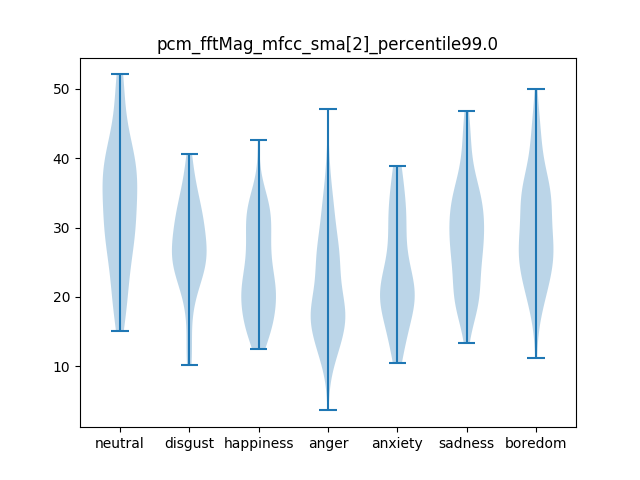 pcm_fftMag_mfcc_sma[2]_percentile99.0
50
40
30
20
10
neutral disgust happiness anger anxiety sadness boredom